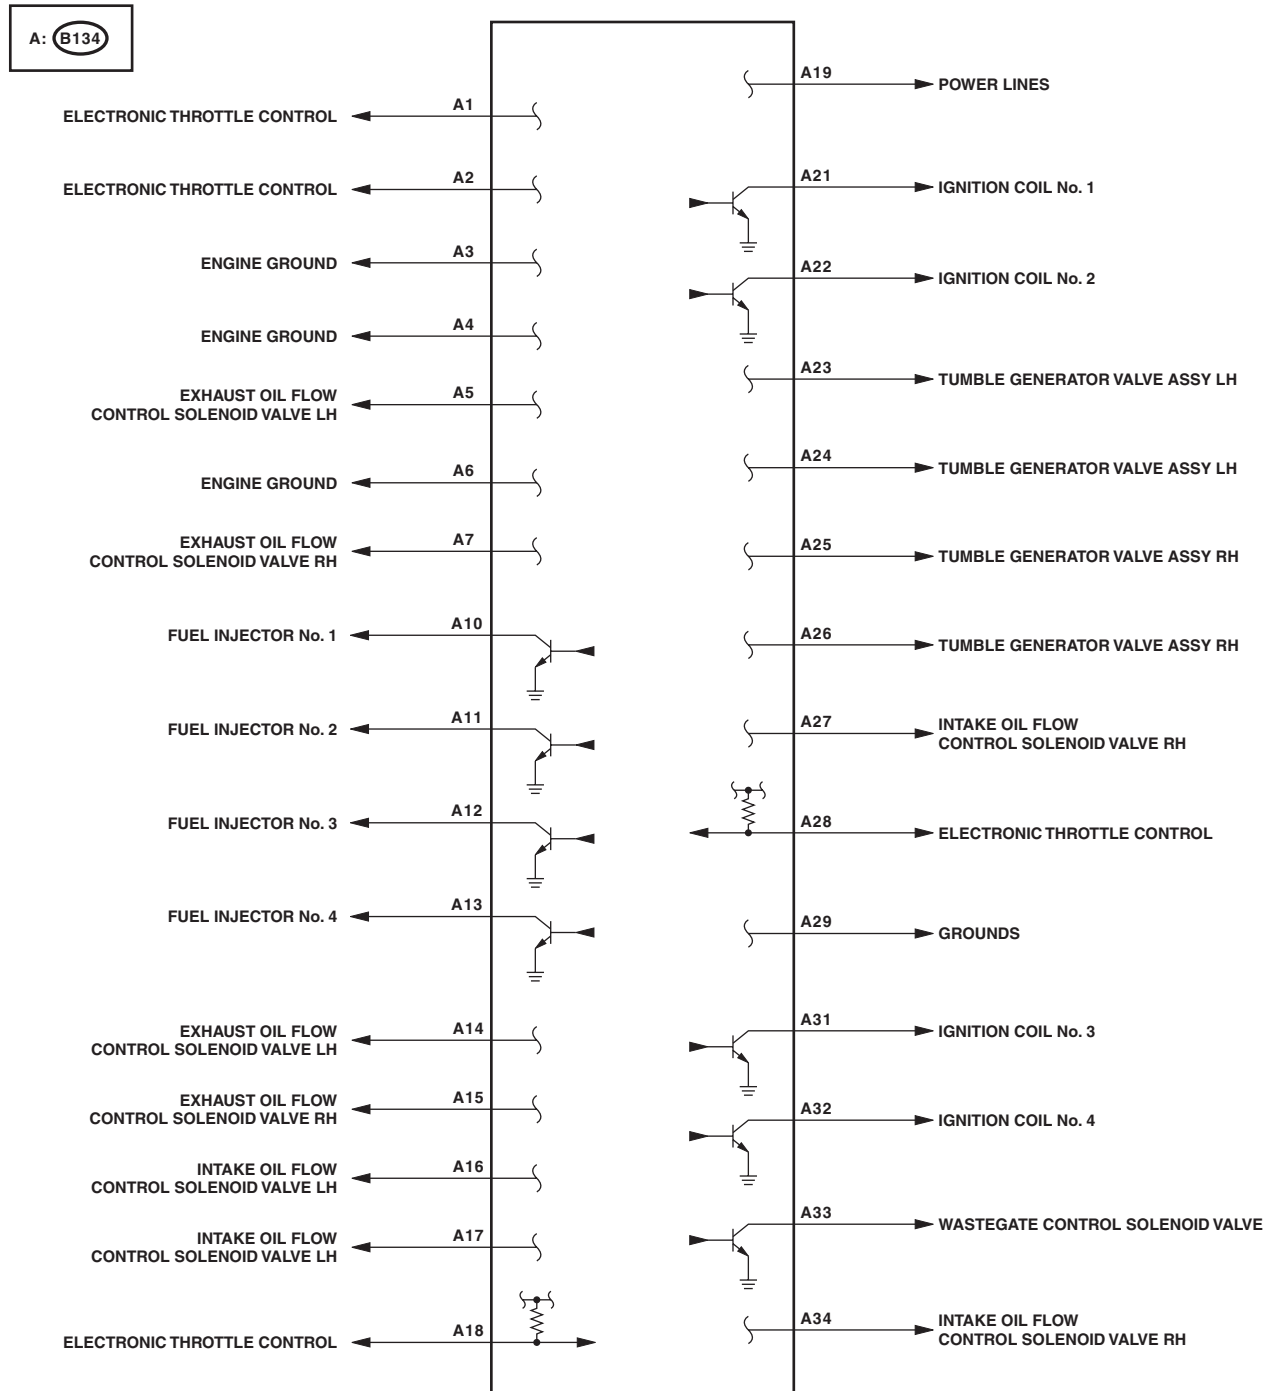 A: B134
ELECTRONIC THROTTLE CONTROL A1
ELECTRONIC THROTTLE CONTROL A2
ENGINE GROUND A3
ENGINE GROUND A4
EXHAUST OIL FLOW
CONTROL SOLENOID VALVE LH A5
ENGINE GROUND A6
EXHAUST OIL FLOW
CONTROL SOLENOID VALVE RH A7
FUEL INJECTOR No. 1 A10
FUEL INJECTOR No. 2 A11
FUEL INJECTOR No. 3 A12
FUEL INJECTOR No. 4 A13
EXHAUST OIL FLOW
CONTROL SOLENOID VALVE LH A14
EXHAUST OIL FLOW
CONTROL SOLENOID VALVE RH A15
INTAKE OIL FLOW
CONTROL SOLENOID VALVE LH A16
INTAKE OIL FLOW
CONTROL SOLENOID VALVE LH A17
ELECTRONIC THROTTLE CONTROL A18
A19 POWER LINES
A21 IGNITION COIL No. 1
A22 IGNITION COIL No. 2
A23 TUMBLE GENERATOR VALVE ASSY LH
A24 TUMBLE GENERATOR VALVE ASSY LH
A25 TUMBLE GENERATOR VALVE ASSY RH
A26 TUMBLE GENERATOR VALVE ASSY RH
A27 INTAKE OIL FLOW
CONTROL SOLENOID VALVE RH
A28 ELECTRONIC THROTTLE CONTROL
A29 GROUNDS
A31 IGNITION COIL No. 3
A32 IGNITION COIL No. 4
A33 WASTEGATE CONTROL SOLENOID VALVE
A34 INTAKE OIL FLOW
CONTROL SOLENOID VALVE RH